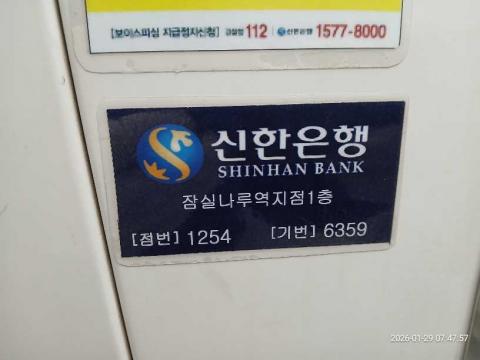 [보이스피싱 지급정지신청] 경찰청 112 신한은행 1577-8000
신한은행
SHINHAN BANK
잠실나루역지점1층
[점번] 1254 [기번] 6359
2026-01-29 07:47:57